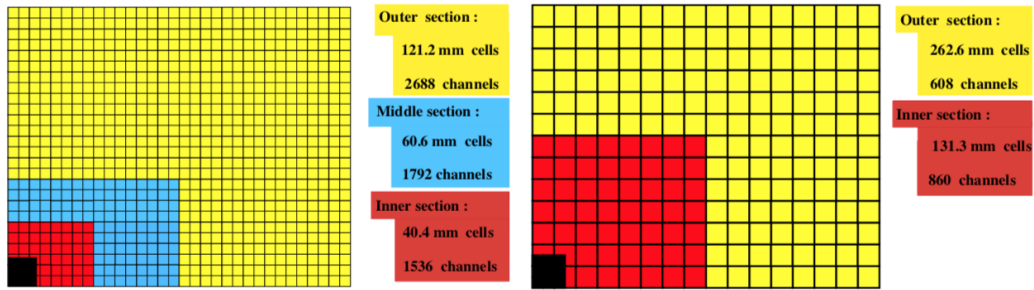 Outer section :
121.2 mm cells
2688 channels
Middle section :
60.6 mm cells
1792 channels
Inner section :
40.4 mm cells
1536 channels
Outer section :
262.6 mm cells
608 channels
Inner section :
131.3 mm cells
860 channels